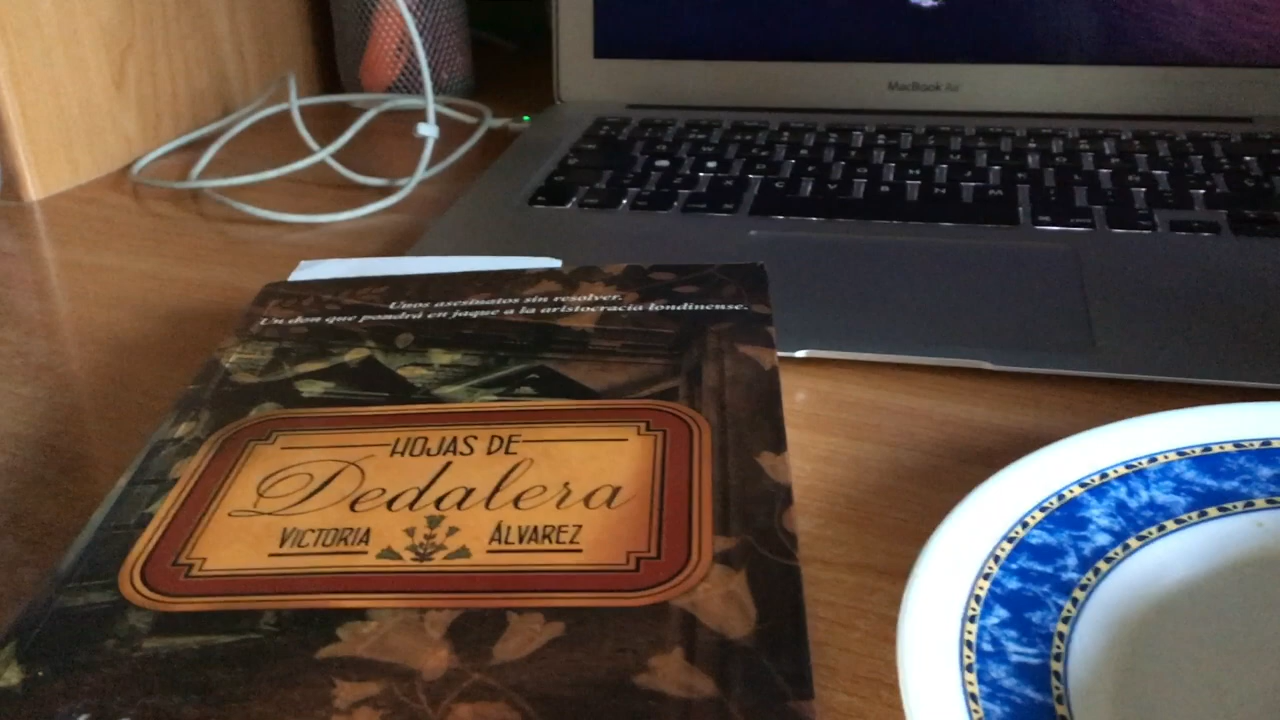 MacBook Air
Unos asesinatos sin resolver.
Un don que pondrá en jaque a la aristocracia londinense.
HOJAS DE
Dedalera
VICTORIA ÁLVAREZ